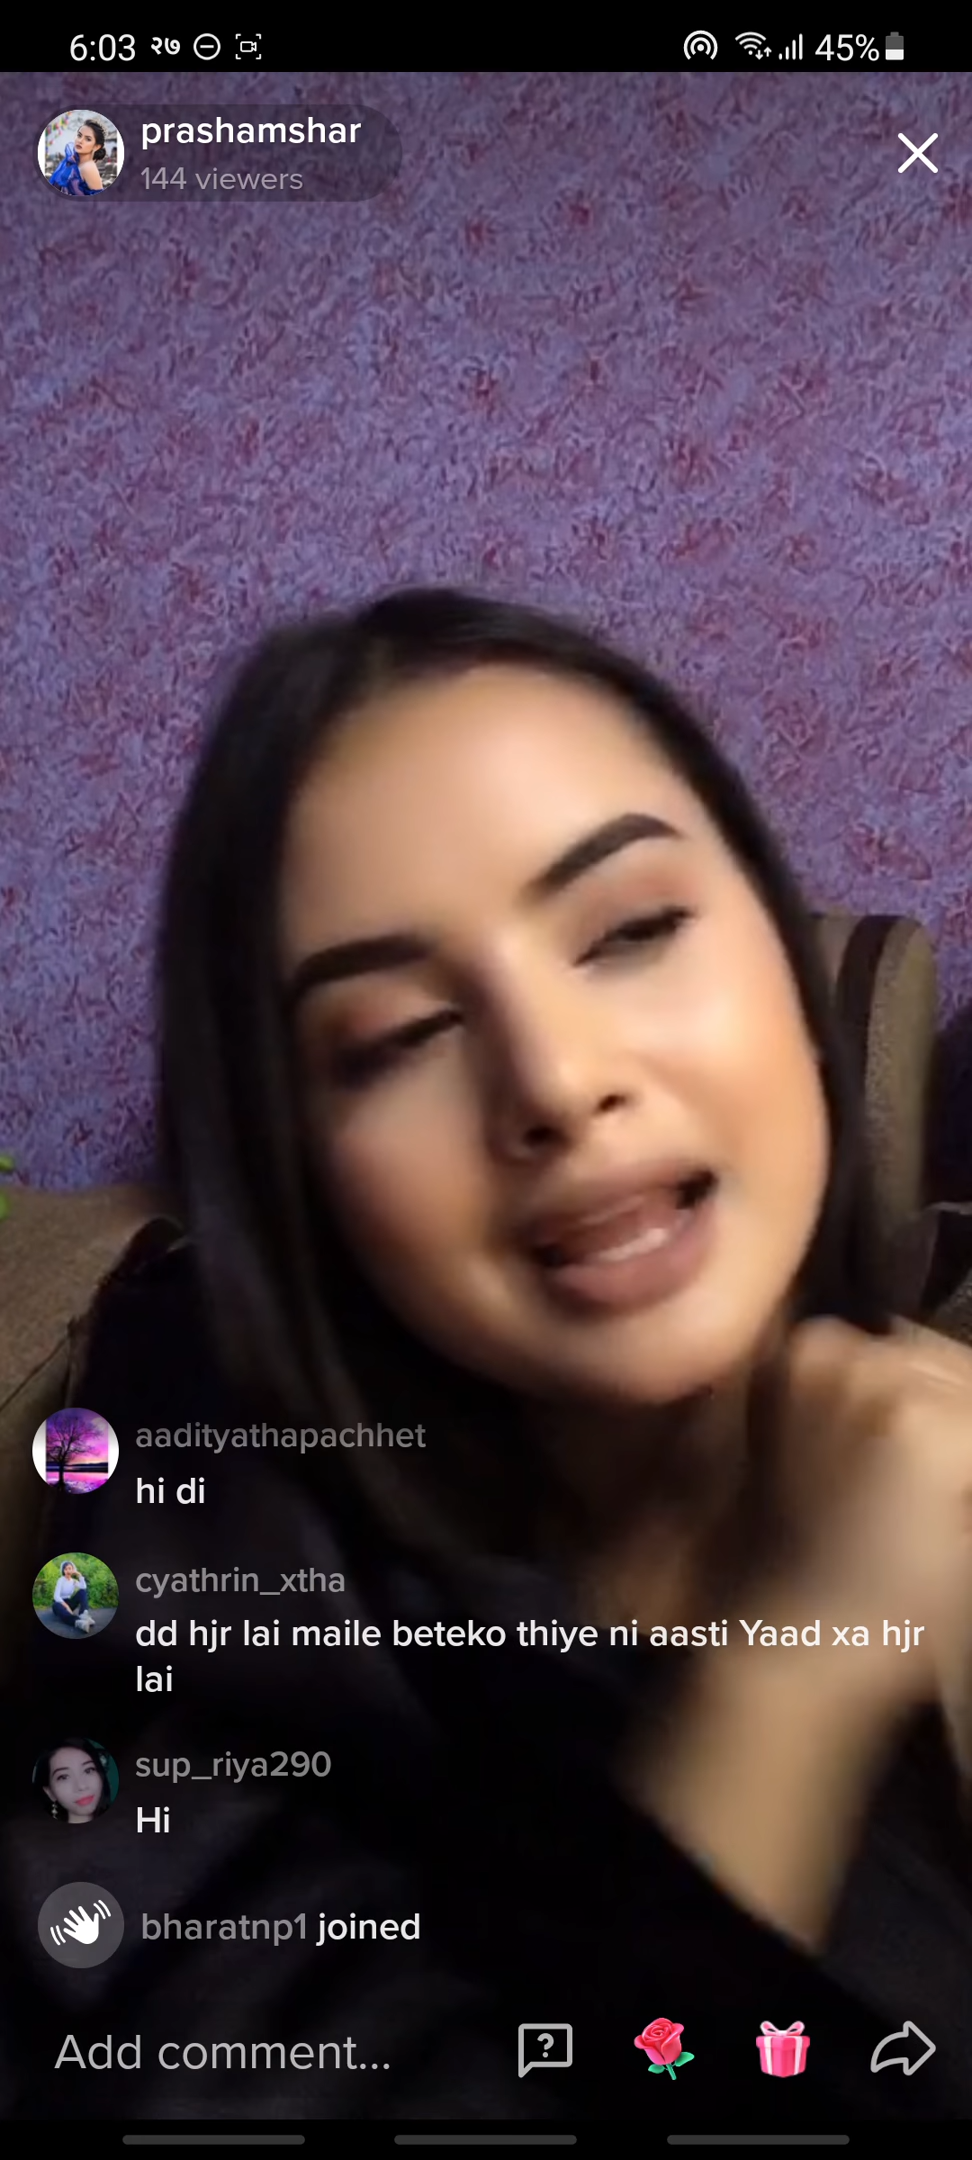 6:03 २७ 45%
prashamshar
144 viewers
aadityathapachhet
hi di
cyathrin_xtha
dd hjr lai maile beteko thiye ni aasti Yaad xa hjr
lai
sup_riya290
Hi
bharatnp1 joined
Add comment...
?